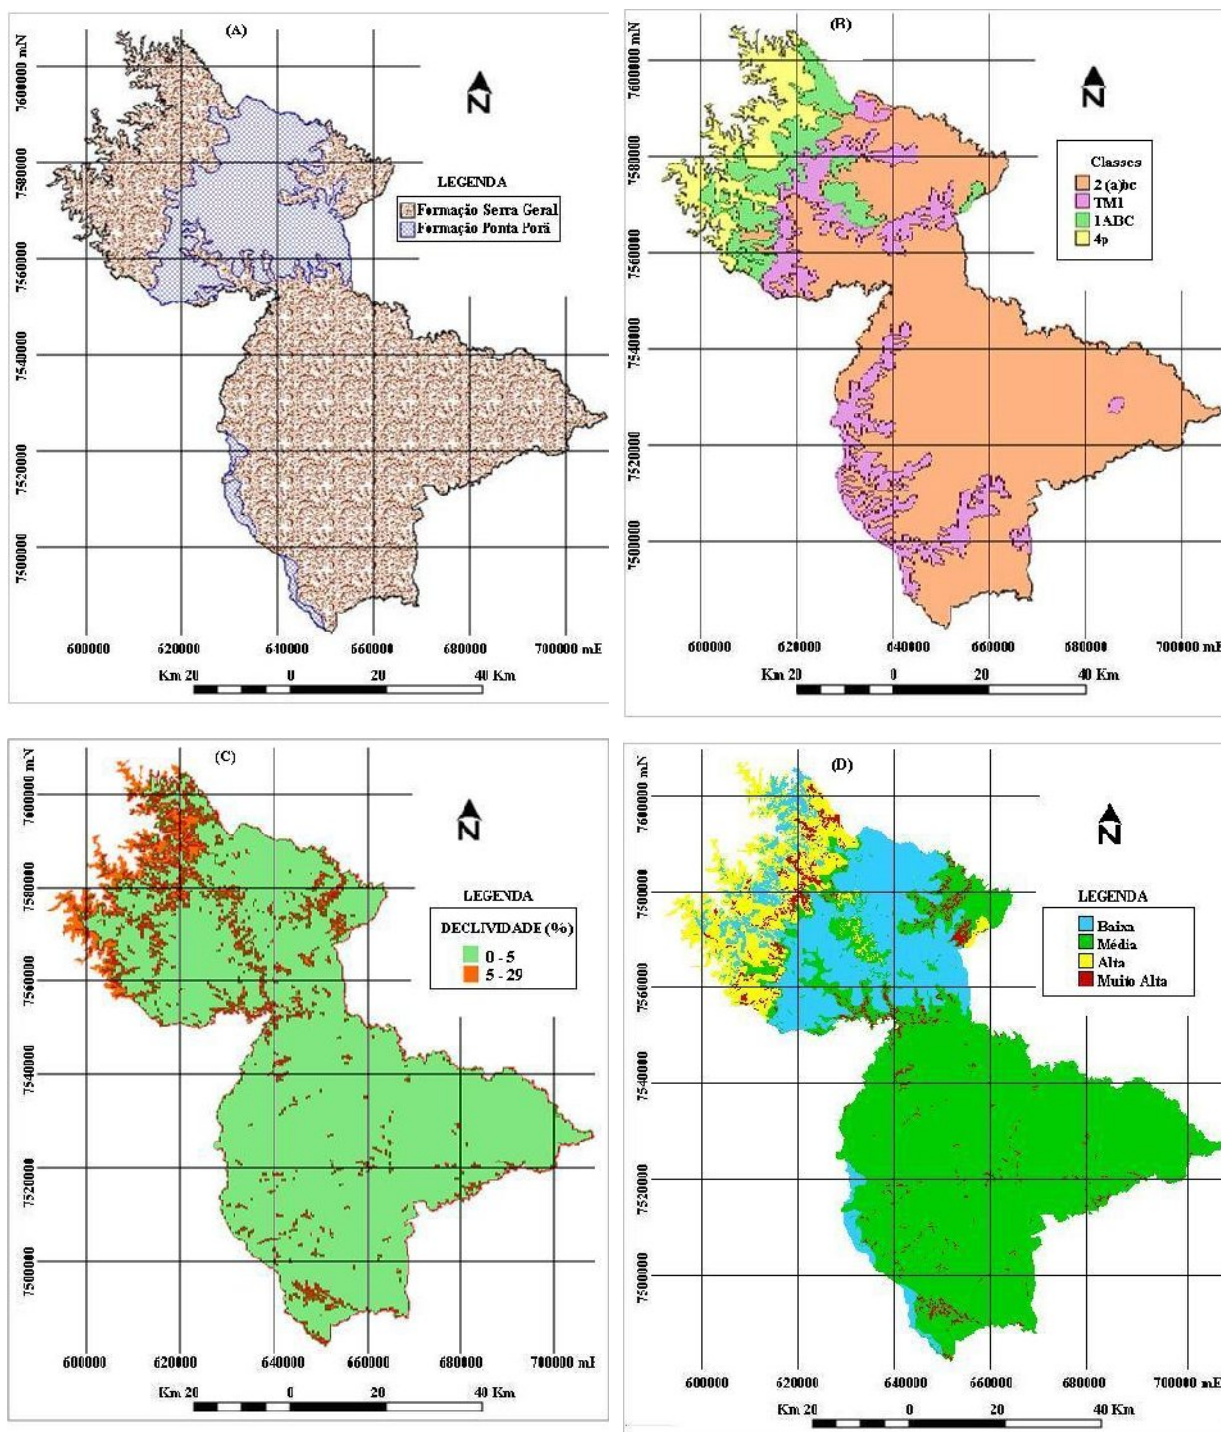 (A)
7600000 mN
7580000
7560000
7540000
7520000
7500000
N
LEGENDA
Formação Serra Geral
Formação Ponta Porã
600000 620000 640000 660000 680000 700000 mE
Km 20 0 20 40 Km
(B)
7600000 mN
7580000
7560000
7540000
7520000
7500000
N
Classes
2 (a)bc
TM1
1ABC
4p
600000 620000 640000 660000 680000 700000 mE
Km 20 0 20 40 Km
(C)
7600000 mN
7580000
7560000
7540000
7520000
7500000
N
LEGENDA
DECLIVIDADE (%)
0 - 5
5 - 29
600000 620000 640000 660000 680000 700000 mE
Km 20 0 20 40 Km
(D)
7600000 mN
7580000
7560000
7540000
7520000
7500000
N
LEGENDA
Baixa
Média
Alta
Muito Alta
600000 620000 640000 660000 680000 700000 mE
Km 20 0 20 40 Km